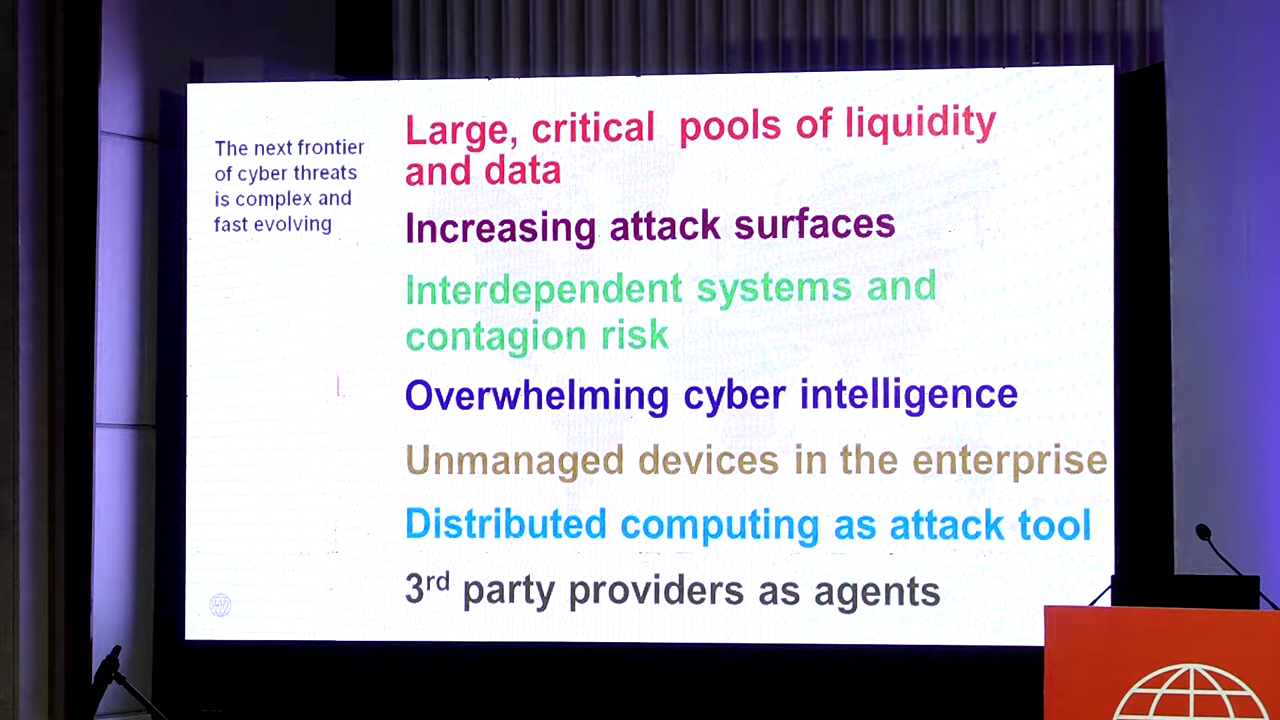 The next frontier
of cyber threats
is complex and
fast evolving
Large, critical pools of liquidity
and data
Increasing attack surfaces
Interdependent systems and
contagion risk
Overwhelming cyber intelligence
Unmanaged devices in the enterprise
Distributed computing as attack tool
3rd party providers as agents